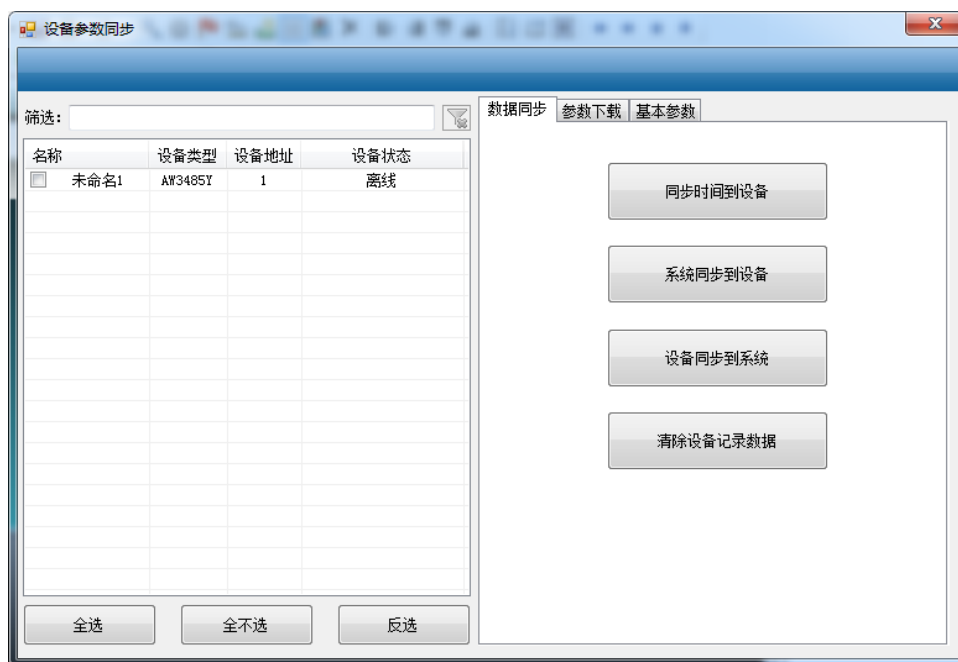 设备参数同步
筛选：
名称 设备类型 设备地址 设备状态
未命名1 AW3485Y 1 离线
全选 全不选 反选
数据同步 参数下载 基本参数
同步时间到设备
系统同步到设备
设备同步到系统
清除设备记录数据